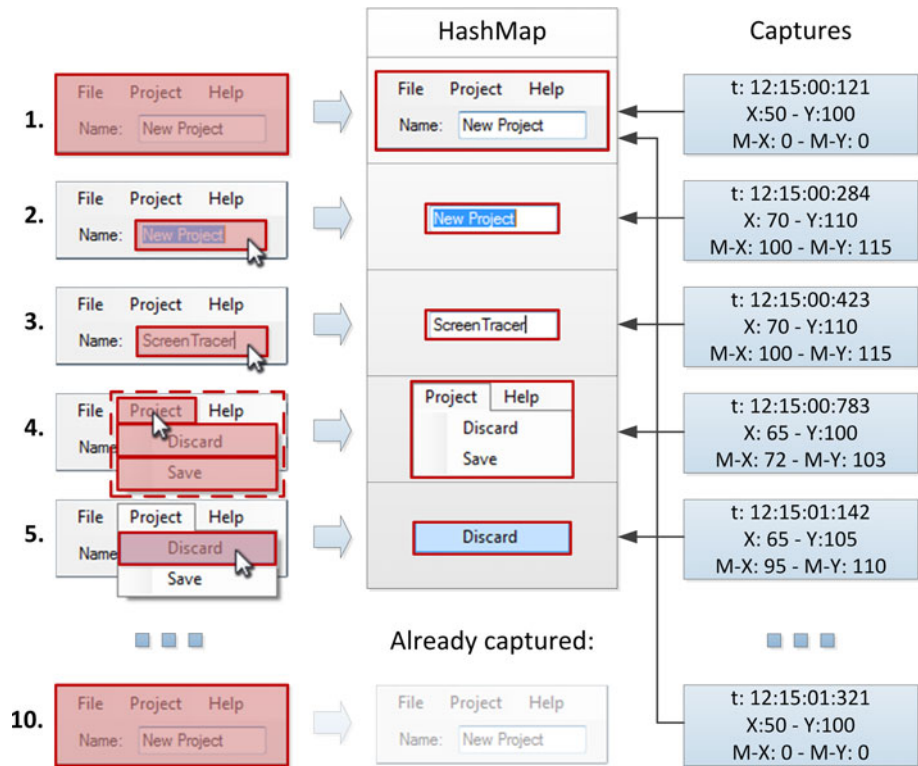 HashMap
Captures
1.
File Project Help
Name: New Project
File Project Help
Name: New Project
t: 12:15:00:121
X:50 - Y:100
M-X: 0 - M-Y: 0
2.
File Project Help
Name: New Project
New Project
t: 12:15:00:284
X: 70 - Y:110
M-X: 100 - M-Y: 115
3.
File Project Help
Name: ScreenTracer
ScreenTracer
t: 12:15:00:423
X: 70 - Y:110
M-X: 100 - M-Y: 115
4.
File Project Help
Name
Discard
Save
Project Help
Discard
Save
t: 12:15:00:783
X: 65 - Y:100
M-X: 72 - M-Y: 103
5.
File Project Help
Name
Discard
Save
Discard
t: 12:15:01:142
X: 65 - Y:105
M-X: 95 - M-Y: 110
Already captured:
10.
File Project Help
Name: New Project
File Project Help
Name: New Project
t: 12:15:01:321
X:50 - Y:100
M-X: 0 - M-Y: 0